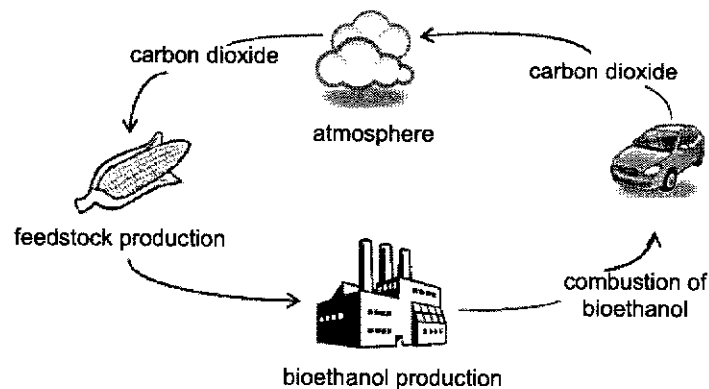 carbon dioxide
carbon dioxide
atmosphere
feedstock production
combustion of
bioethanol
bioethanol production